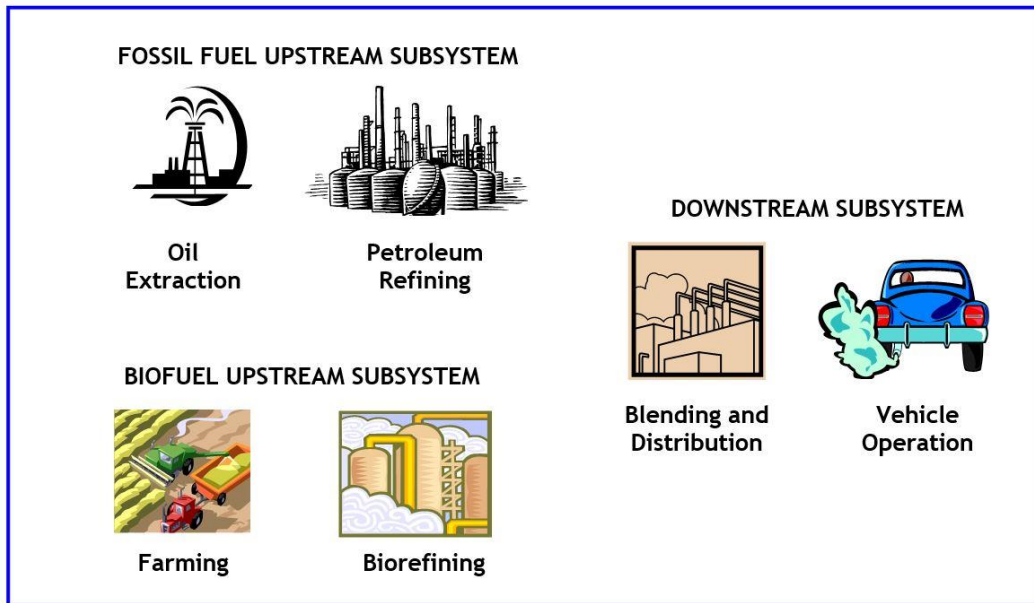 FOSSIL FUEL UPSTREAM SUBSYSTEM
Oil
Extraction
Petroleum
Refining
DOWNSTREAM SUBSYSTEM
Blending and
Distribution
Vehicle
Operation
BIOFUEL UPSTREAM SUBSYSTEM
Farming
Biorefining